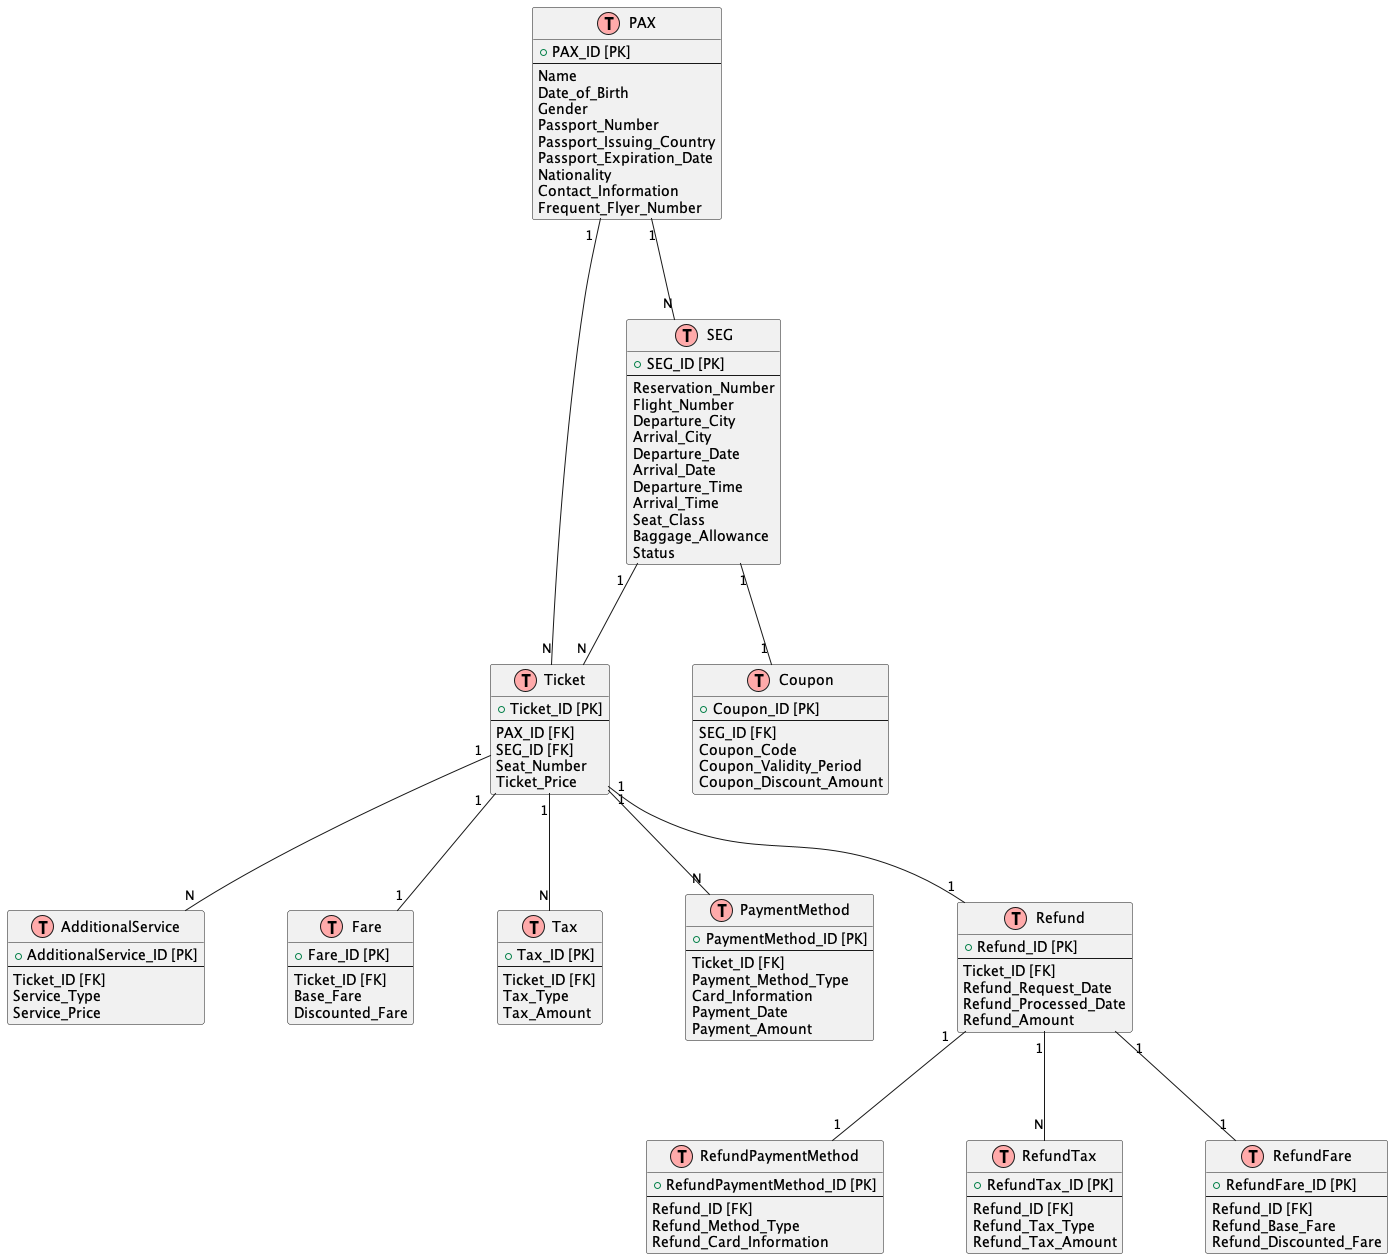 T PAX
PAX_ID [PK]
Name
Date_of_Birth
Gender
Passport_Number
Passport_Issuing_Country
Passport_Expiration_Date
Nationality
Contact_Information
Frequent_Flyer_Number
1 1
N
T SEG
SEG_ID [PK]
Reservation_Number
Flight_Number
Departure_City
Arrival_City
Departure_Date
Arrival_Date
Departure_Time
Arrival_Time
Seat_Class
Baggage_Allowance
Status
1 1
N N 1
T Ticket
Ticket_ID [PK]
PAX_ID [FK]
SEG_ID [FK]
Seat_Number
Ticket_Price
T Coupon
Coupon_ID [PK]
SEG_ID [FK]
Coupon_Code
Coupon_Validity_Period
Coupon_Discount_Amount
1 1
1 1 1
N 1 N N 1
T AdditionalService
AdditionalService_ID [PK]
Ticket_ID [FK]
Service_Type
Service_Price
T Fare
Fare_ID [PK]
Ticket_ID [FK]
Base_Fare
Discounted_Fare
T Tax
Tax_ID [PK]
Ticket_ID [FK]
Tax_Type
Tax_Amount
T PaymentMethod
PaymentMethod_ID [PK]
Ticket_ID [FK]
Payment_Method_Type
Card_Information
Payment_Date
Payment_Amount
T Refund
Refund_ID [PK]
Ticket_ID [FK]
Refund_Request_Date
Refund_Processed_Date
Refund_Amount
1 1 1
1 N 1
T RefundPaymentMethod
RefundPaymentMethod_ID [PK]
Refund_ID [FK]
Refund_Method_Type
Refund_Card_Information
T RefundTax
RefundTax_ID [PK]
Refund_ID [FK]
Refund_Tax_Type
Refund_Tax_Amount
T RefundFare
RefundFare_ID [PK]
Refund_ID [FK]
Refund_Base_Fare
Refund_Discounted_Fare